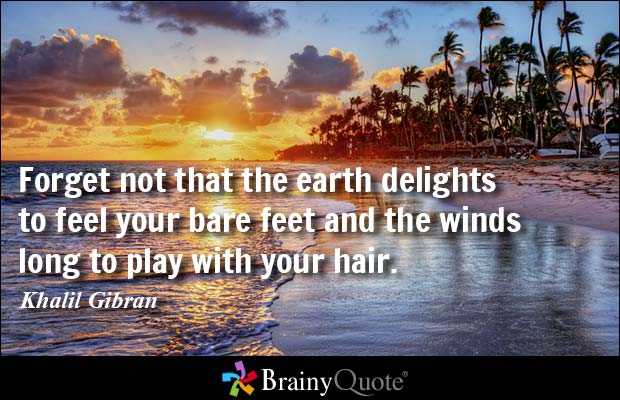 Forget not that the earth delights
to feel your bare feet and the winds
long to play with your hair.
Khalil Gibran
BrainyQuote®